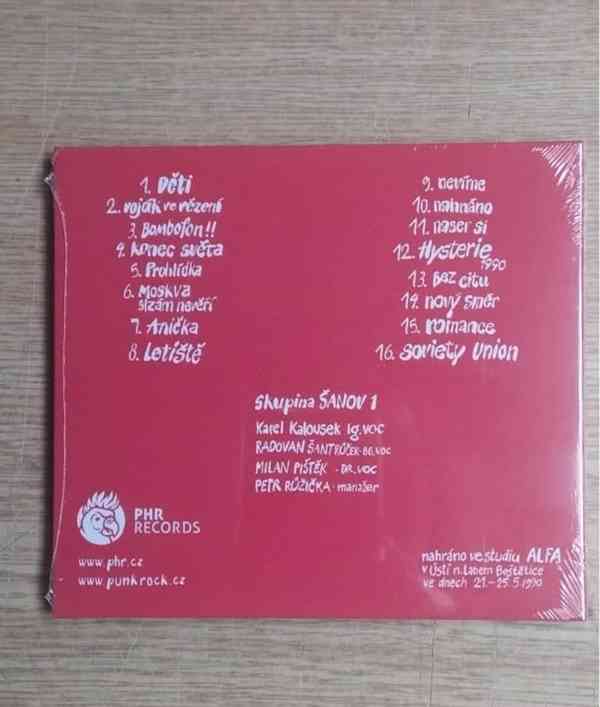 1. Děti
2. voják ve vězení
3. Bombofon!!
4. konec světa
5. Prohlídka
6. Moskva
slzám nevěří
7. Anička
8. Letiště
9. nevíme
10. nahnáno
11. naser si
12. Hysterie
1990
13. Bez citu
14. nový směr
15. romance
16. soviety union
skupina ŠANOV 1
Karel Kalousek lg.voc
RADOVAN ŠANTRŮČEK-BG.VOC
MILAN PIŠTĚK - DR.VOC
PETR RŮŽIČKA - manažer
PHR
RECORDS
www.phr.cz
www.punkrock.cz
nahráno ve studiu ALFA
v Ústí n. Labem Božtěšice
ve dnech 21.-25.5.1990